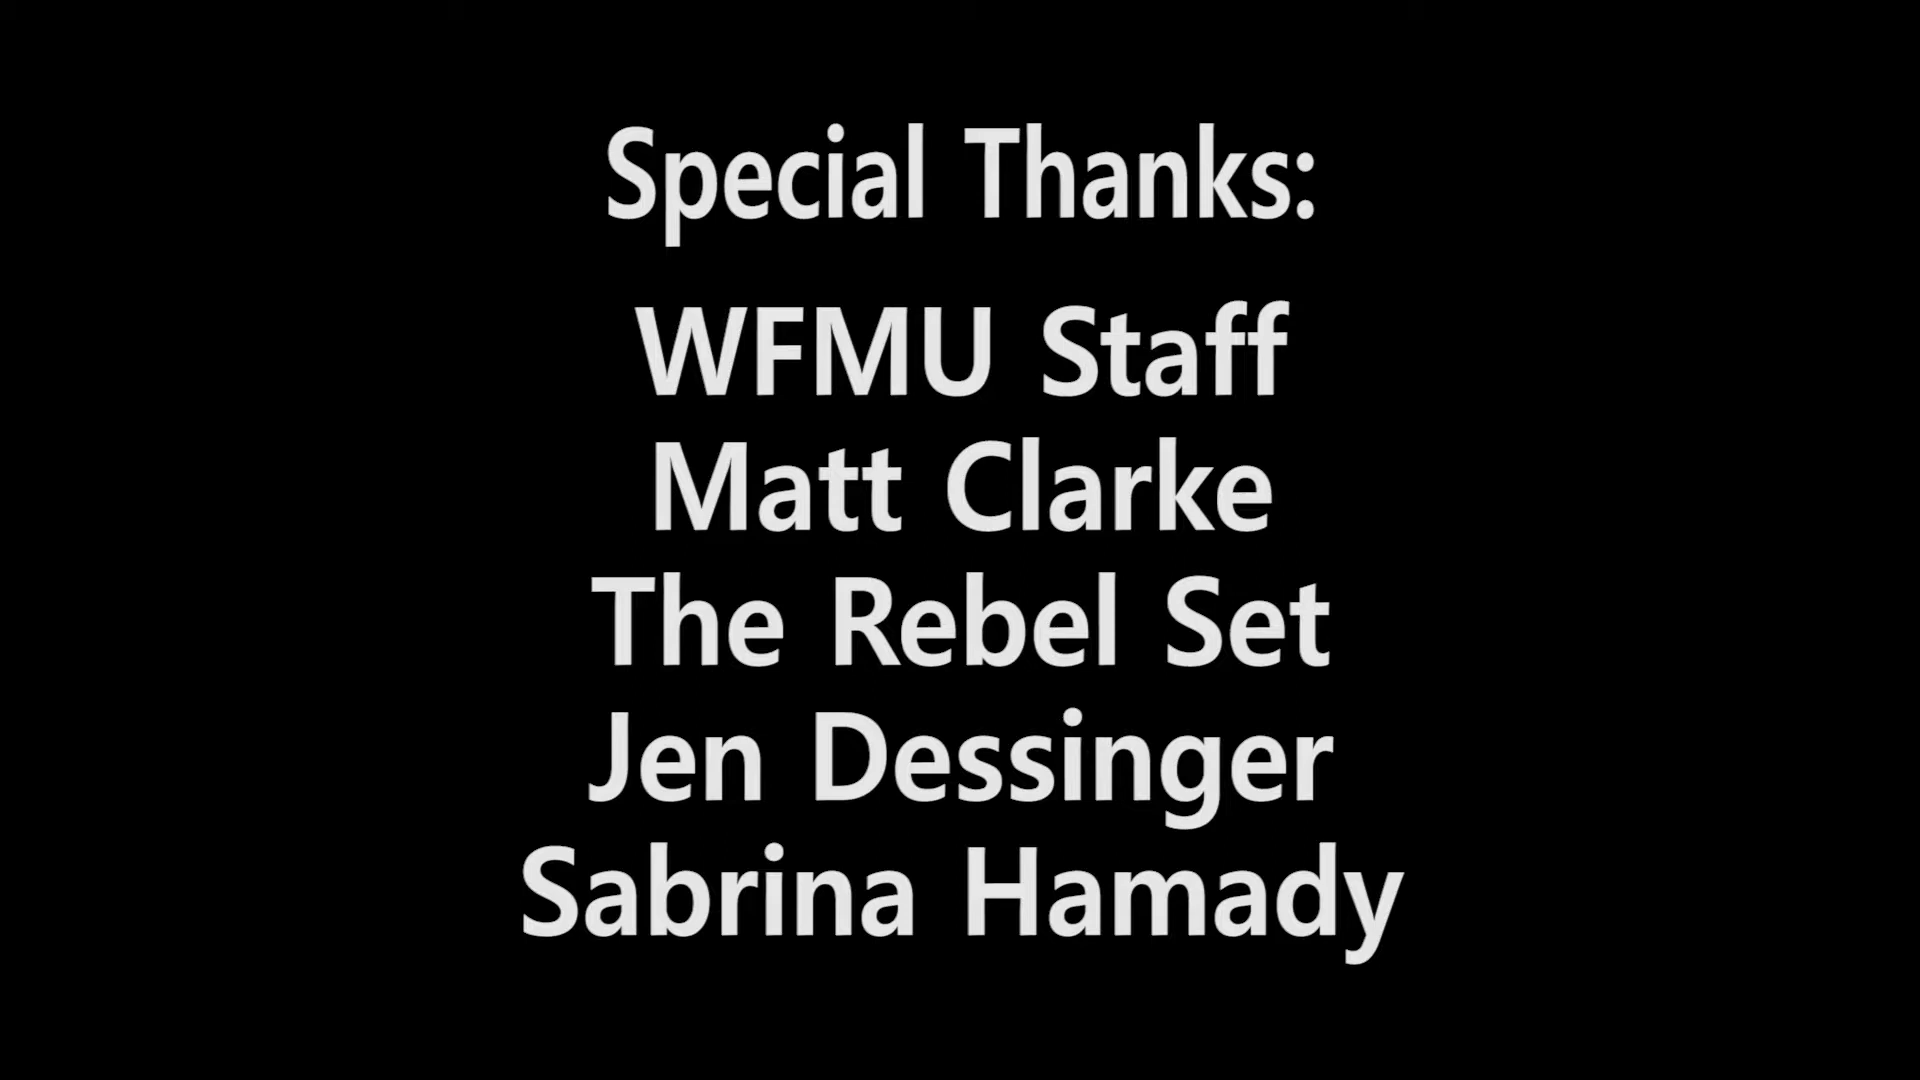 Special Thanks:
WFMU Staff
Matt Clarke
The Rebel Set
Jen Dessinger
Sabrina Hamady